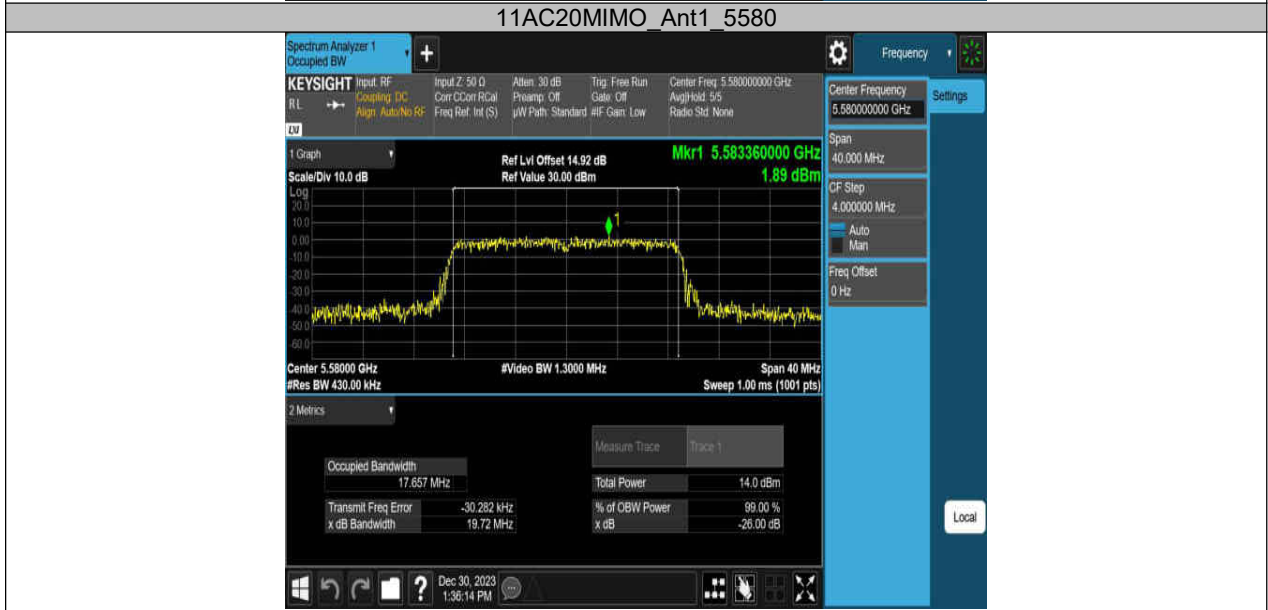 11AC20MIMO_Ant1_5580
Spectrum Analyzer 1
Occupied BW
+
Frequency
KEYSIGHT
RL
LXI
Input: RF
Coupling: DC
Align: Auto/No RF
Input Z: 50 Ω
Corr CCorr RCal
Freq Ref: Int (S)
Atten: 30 dB
Preamp: Off
µW Path: Standard
Trig: Free Run
Gate: Off
#IF Gain: Low
Center Freq: 5.580000000 GHz
Avg|Hold: 5/5
Radio Std: None
Center Frequency
5.580000000 GHz
Settings
Span
40.000 MHz
CF Step
4.000000 MHz
Auto
Man
Freq Offset
0 Hz
1 Graph
Scale/Div 10.0 dB
Ref Lvl Offset 14.92 dB
Ref Value 30.00 dBm
Mkr1 5.583360000 GHz
1.89 dBm
Log
20.0
10.0
0.00
-10.0
-20.0
-30.0
-40.0
-50.0
-60.0
1
Center 5.58000 GHz
#Res BW 430.00 kHz
#Video BW 1.3000 MHz
Span 40 MHz
Sweep 1.00 ms (1001 pts)
2 Metrics
Measure Trace Trace 1
Occupied Bandwidth
17.657 MHz
Total Power 14.0 dBm
Transmit Freq Error -30.282 kHz
% of OBW Power 99.00 %
x dB Bandwidth 19.72 MHz
x dB -26.00 dB
Local
?
Dec 30, 2023
1:36:14 PM